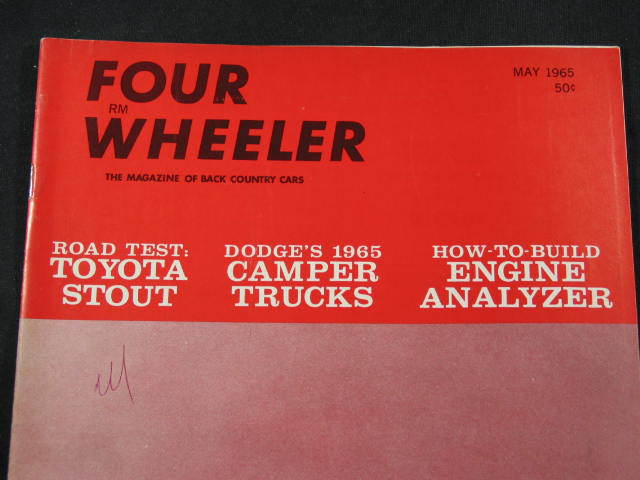 FOUR
RM
WHEELER
THE MAGAZINE OF BACK COUNTRY CARS
MAY 1965
50¢
ROAD TEST:
TOYOTA
STOUT
DODGE'S 1965
CAMPER
TRUCKS
HOW-TO-BUILD
ENGINE
ANALYZER